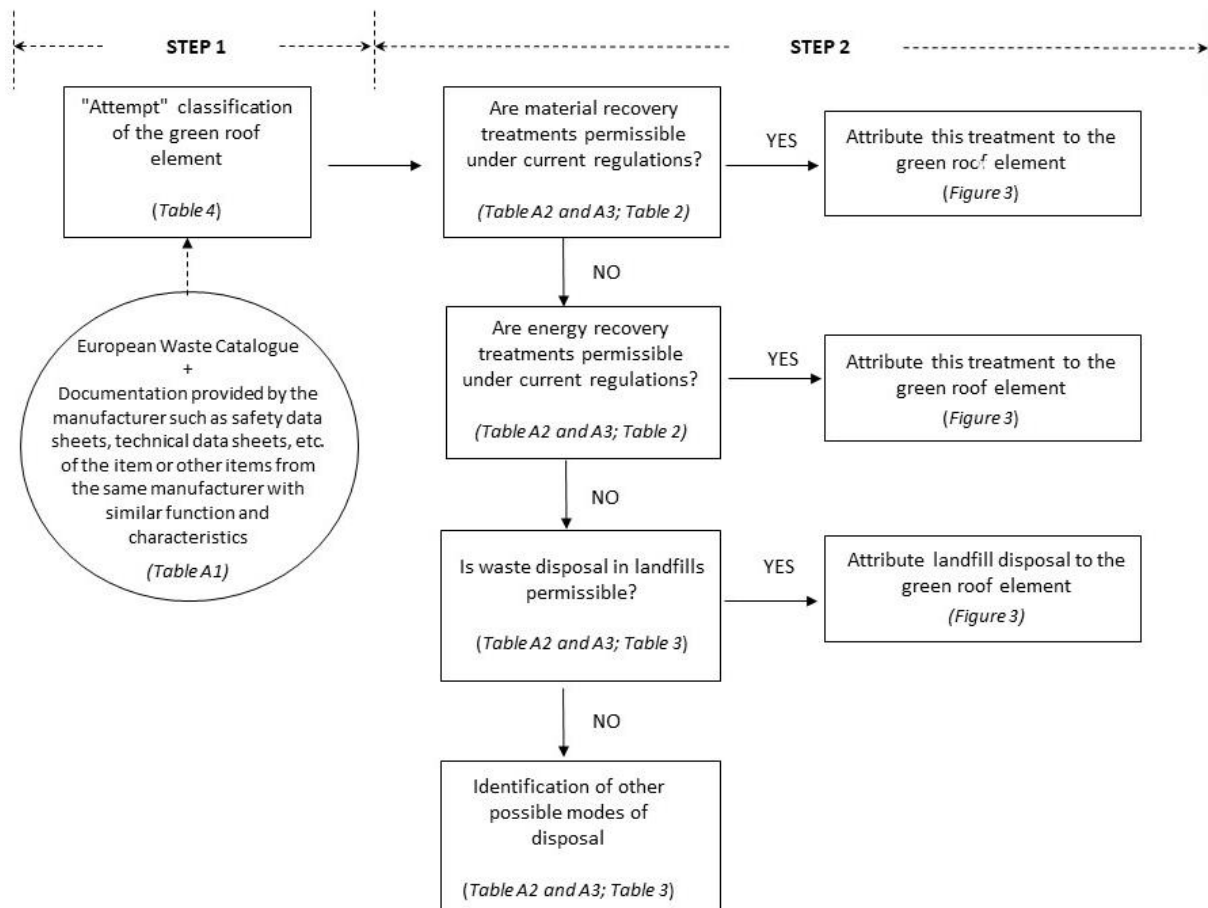 STEP 1
STEP 2
"Attempt" classification
of the green roof
element
(Table 4)
European Waste Catalogue
+
Documentation provided by the
manufacturer such as safety data
sheets, technical data sheets, etc.
of the item or other items from
the same manufacturer with
similar function and
characteristics
(Table A1)
Are material recovery
treatments permissible
under current regulations?
(Table A2 and A3; Table 2)
YES
Attribute this treatment to the
green roof element
(Figure 3)
NO
Are energy recovery
treatments permissible
under current regulations?
(Table A2 and A3; Table 2)
YES
Attribute this treatment to the
green roof element
(Figure 3)
NO
Is waste disposal in landfills
permissible?
(Table A2 and A3; Table 3)
YES
Attribute landfill disposal to the
green roof element
(Figure 3)
NO
Identification of other
possible modes of
disposal
(Table A2 and A3; Table 3)